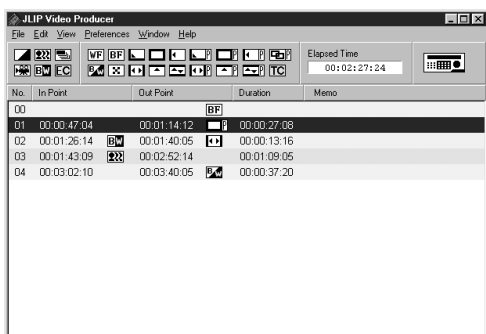 JLIP Video Producer
File Edit View Preferences Window Help
WF BF P P P P Elapsed Time
BW EC B/W P P P TC 00:02:27:24
No. In Point Out Point Duration Memo
00 BF
01 00:00:47:04 00:01:14:12 P 00:00:27:08
02 00:01:26:14 BW 00:01:40:05 00:00:13:16
03 00:01:43:09 00:02:52:14 00:01:09:05
04 00:03:02:10 00:03:40:05 B/W 00:00:37:20